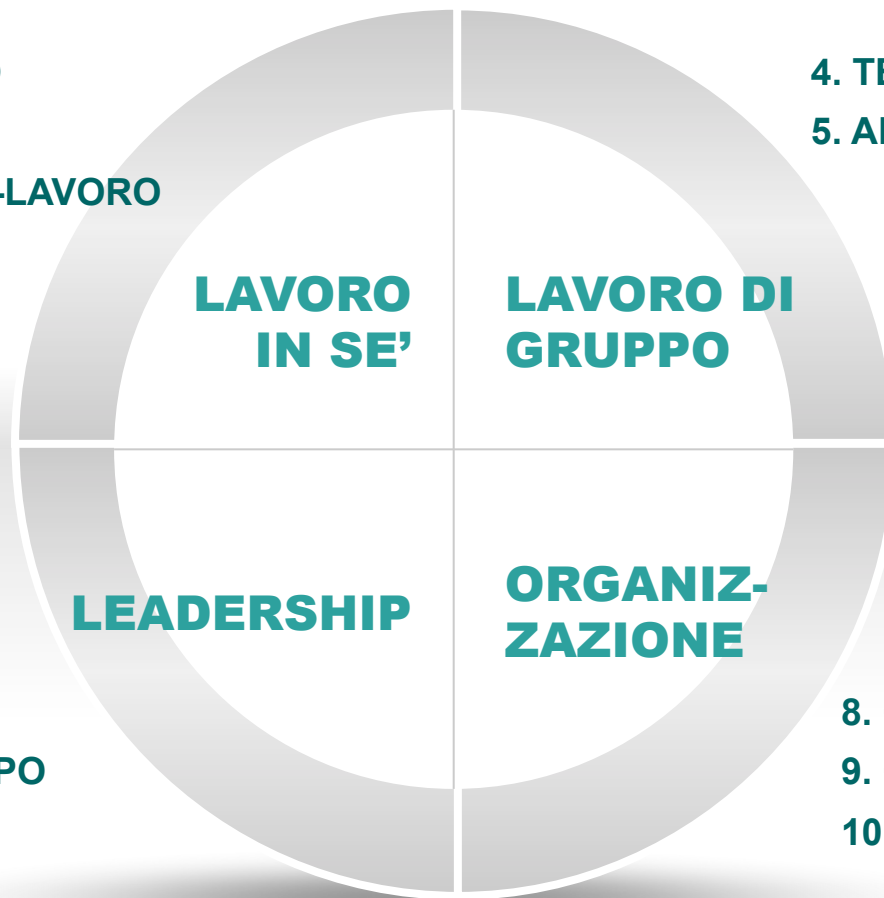 4. TE
5. AI
-LAVORO
LAVORO
IN SE’
LAVORO DI
GRUPPO
LEADERSHIP
ORGANIZ-
ZAZIONE
8.
PO
9.
10